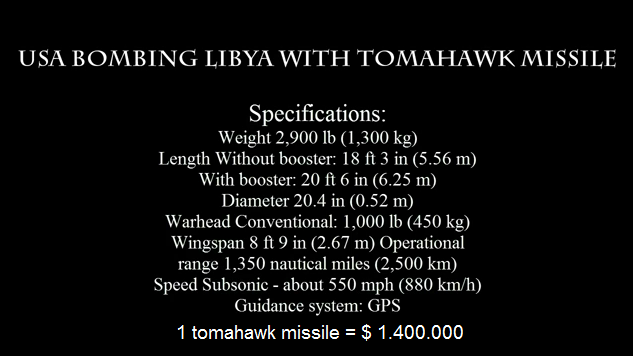 USA BOMBING LIBYA WITH TOMAHAWK MISSILE
Specifications:
Weight 2,900 lb (1,300 kg)
Length Without booster: 18 ft 3 in (5.56 m)
With booster: 20 ft 6 in (6.25 m)
Diameter 20.4 in (0.52 m)
Warhead Conventional: 1,000 lb (450 kg)
Wingspan 8 ft 9 in (2.67 m) Operational
range 1,350 nautical miles (2,500 km)
Speed Subsonic - about 550 mph (880 km/h)
Guidance system: GPS
1 tomahawk missile = $ 1.400.000